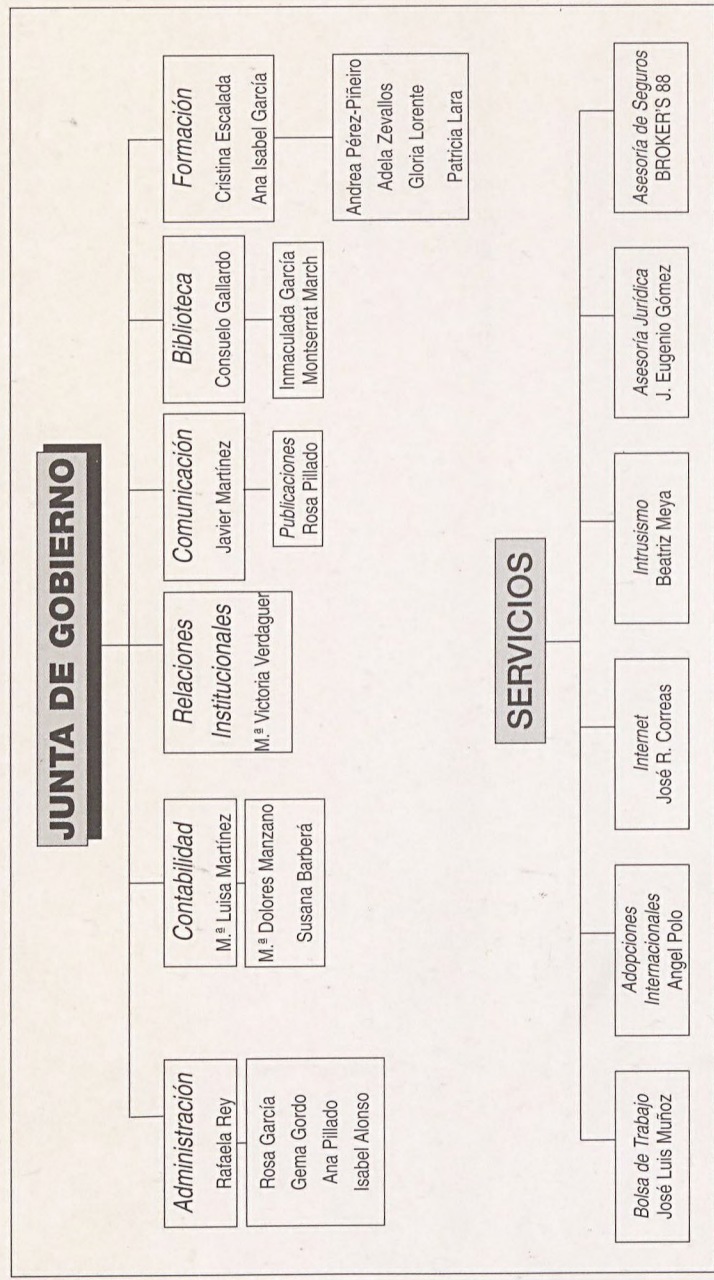 JUNTA DE GOBIERNO
Administración
Rafaela Rey
Rosa García
Gema Gordo
Ana Pillado
Isabel Alonso
Contabilidad
M.ª Luisa Martínez
M.ª Dolores Manzano
Susana Barberá
Relaciones
Institucionales
M.ª Victoria Verdaguer
Comunicación
Javier Martínez
Publicaciones
Rosa Pillado
Biblioteca
Consuelo Gallardo
Inmaculada García
Montserrat March
Formación
Cristina Escalada
Ana Isabel García
Andrea Pérez-Piñeiro
Adela Zevallos
Gloria Lorente
Patricia Lara
SERVICIOS
Bolsa de Trabajo
José Luis Muñoz
Adopciones
Internacionales
Angel Polo
Internet
José R. Correas
Intrusismo
Beatriz Meya
Asesoría Jurídica
J. Eugenio Gómez
Asesoría de Seguros
BROKER'S 88